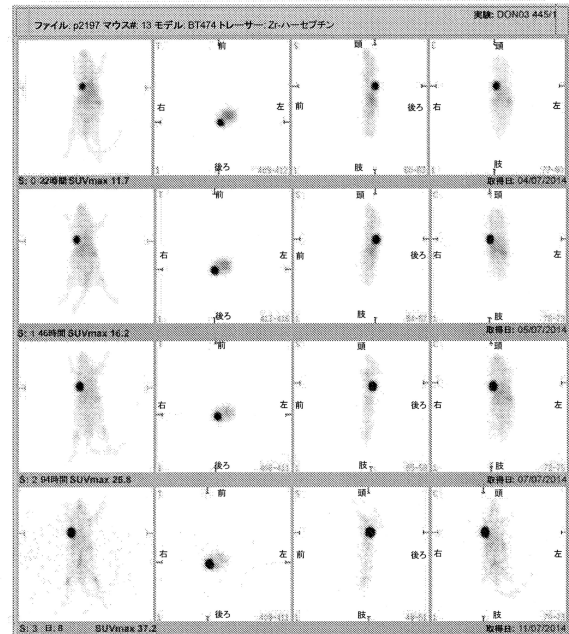 ファイル: p2197 マウス#: 13 モデル: BT474 トレーサー: Zr-ハーセプチン
実験: DON03 445/1
前 頭 頭
右 左 前 後ろ 右 左
後ろ 肢 肢
S: 0 22時間 SUVmax 11.7 取得日: 04/07/2014
前 頭 頭
右 左 前 後ろ 右 左
後ろ 肢 肢
S: 1 46時間 SUVmax 16.2 取得日: 05/07/2014
前 頭 頭
右 左 前 後ろ 右 左
後ろ 肢 肢
S: 2 94時間 SUVmax 26.8 取得日: 07/07/2014
前 頭 頭
右 左 前 後ろ 右 左
後ろ 肢 肢
S: 3 日: 8 SUVmax 37.2 取得日: 11/07/2014